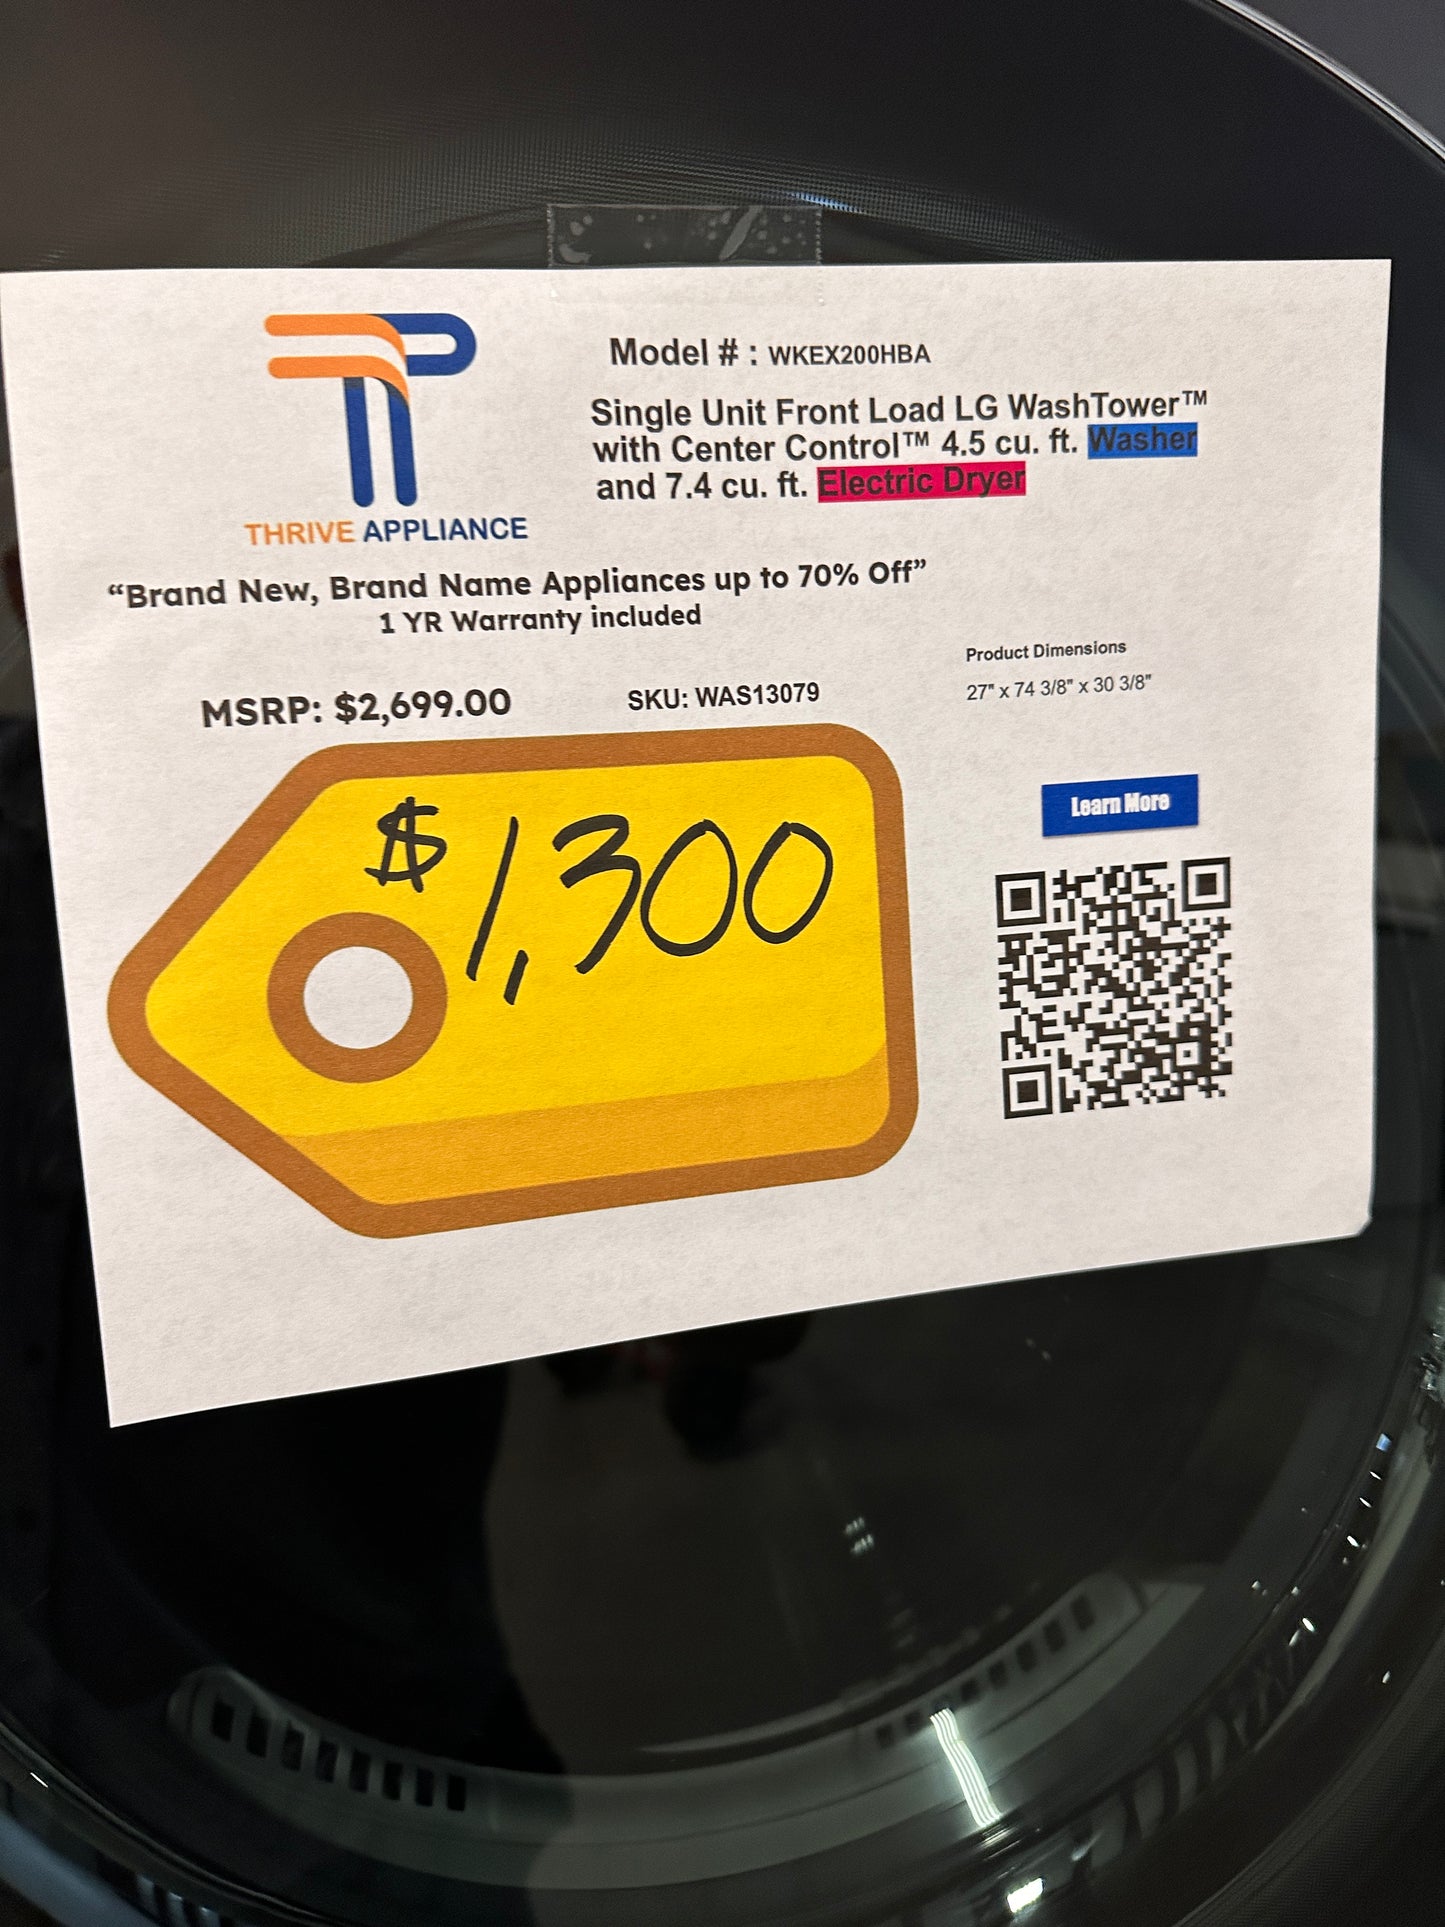 Model # : WKEX200HBA
Single Unit Front Load LG WashTower™
with Center Control™ 4.5 cu. ft. Washer
and 7.4 cu. ft. Electric Dryer
THRIVE APPLIANCE
“Brand New, Brand Name Appliances up to 70% Off”
1 YR Warranty included
Product Dimensions
27" x 74 3/8" x 30 3/8"
MSRP: $2,699.00
SKU: WAS13079
$1,300
Learn More